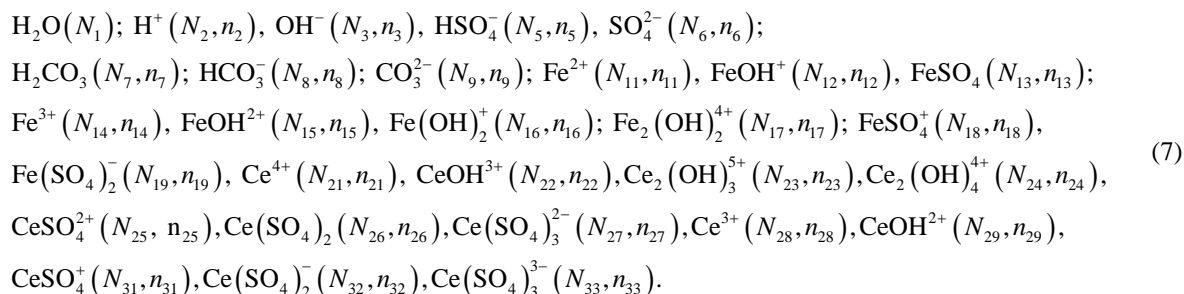 H₂O(N₁); H⁺(N₂,n₂), OH⁻(N₃,n₃), HSO₄⁻(N₅,n₅), SO₄²⁻(N₆,n₆);
H₂CO₃(N₇,n₇); HCO₃⁻(N₈,n₈); CO₃²⁻(N₉,n₉); Fe²⁺(N₁₁,n₁₁), FeOH⁺(N₁₂,n₁₂), FeSO₄(N₁₃,n₁₃);
Fe³⁺(N₁₄,n₁₄), FeOH²⁺(N₁₅,n₁₅), Fe(OH)₂⁺(N₁₆,n₁₆); Fe₂(OH)₂⁴⁺(N₁₇,n₁₇); FeSO₄⁺(N₁₈,n₁₈),
(7)
Fe(SO₄)₂⁻(N₁₉,n₁₉), Ce⁴⁺(N₂₁,n₂₁), CeOH³⁺(N₂₂,n₂₂),Ce₂(OH)₃⁵⁺(N₂₃,n₂₃),Ce₂(OH)₄⁴⁺(N₂₄,n₂₄),
CeSO₄²⁺(N₂₅, n₂₅),Ce(SO₄)₂(N₂₆,n₂₆),Ce(SO₄)₃²⁻(N₂₇,n₂₇),Ce³⁺(N₂₈,n₂₈),CeOH²⁺(N₂₉,n₂₉),
CeSO₄⁺(N₃₁,n₃₁),Ce(SO₄)₂⁻(N₃₂,n₃₂),Ce(SO₄)₃³⁻(N₃₃,n₃₃).